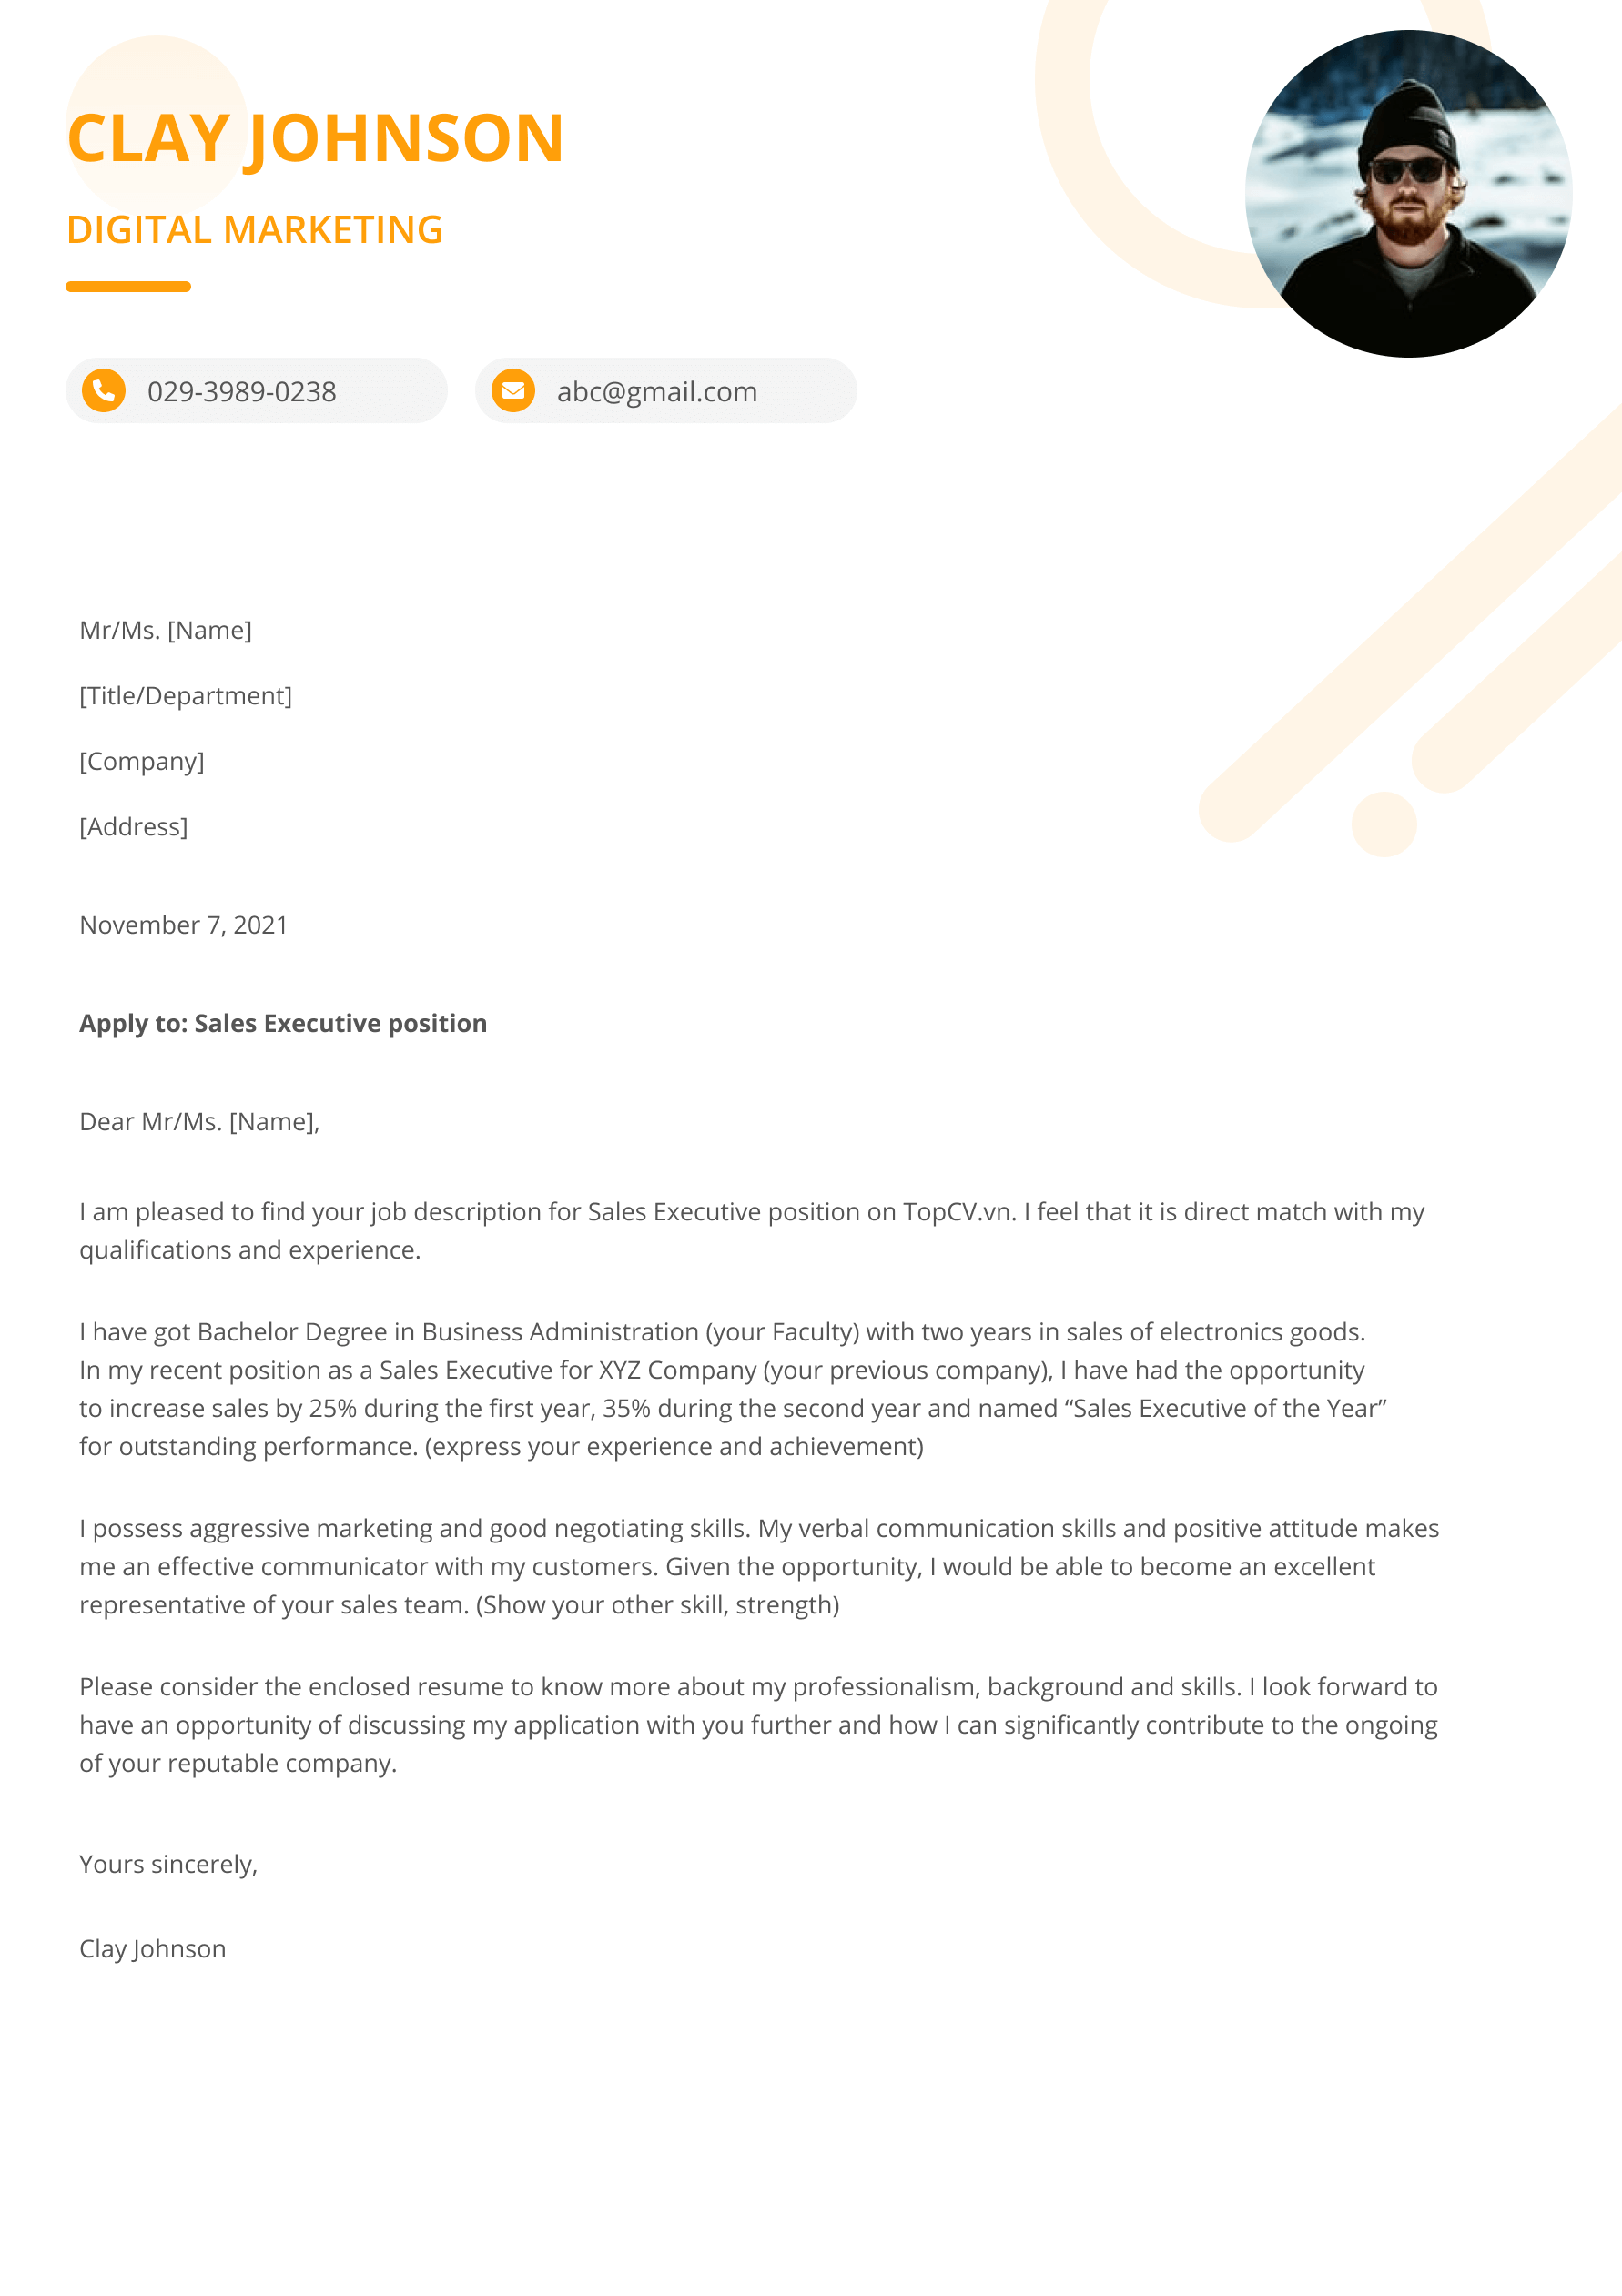 CLAY JOHNSON
DIGITAL MARKETING
029-3989-0238
abc@gmail.com
Mr/Ms. [Name]
[Title/Department]
[Company]
[Address]
November 7, 2021
Apply to: Sales Executive position
Dear Mr/Ms. [Name],
I am pleased to find your job description for Sales Executive position on TopCV.vn. I feel that it is direct match with my
qualifications and experience.
I have got Bachelor Degree in Business Administration (your Faculty) with two years in sales of electronics goods.
In my recent position as a Sales Executive for XYZ Company (your previous company), I have had the opportunity
to increase sales by 25% during the first year, 35% during the second year and named “Sales Executive of the Year”
for outstanding performance. (express your experience and achievement)
I possess aggressive marketing and good negotiating skills. My verbal communication skills and positive attitude makes
me an effective communicator with my customers. Given the opportunity, I would be able to become an excellent
representative of your sales team. (Show your other skill, strength)
Please consider the enclosed resume to know more about my professionalism, background and skills. I look forward to
have an opportunity of discussing my application with you further and how I can significantly contribute to the ongoing
of your reputable company.
Yours sincerely,
Clay Johnson